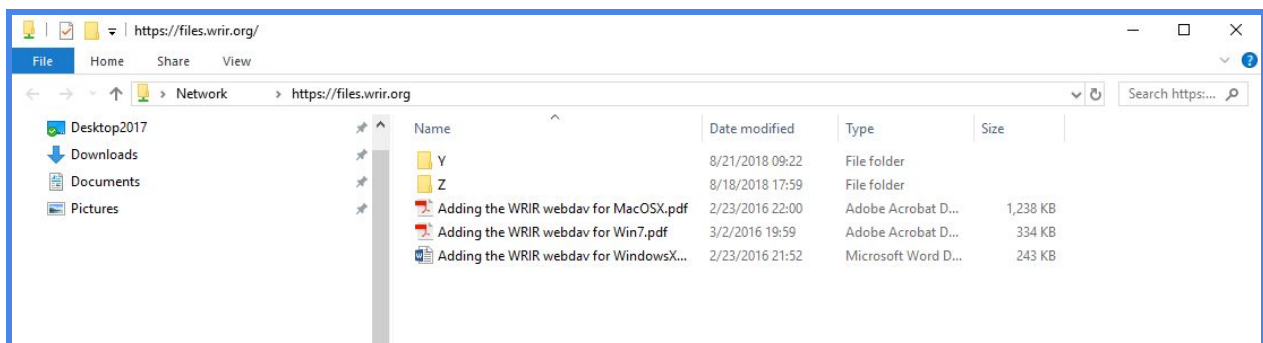 https://files.wrir.org/
File Home Share View
Network > https://files.wrir.org Search https:...
Name Date modified Type Size
Desktop2017
Downloads
Documents
Pictures
Y 8/21/2018 09:22 File folder
Z 8/18/2018 17:59 File folder
Adding the WRIR webdav for MacOSX.pdf 2/23/2016 22:00 Adobe Acrobat D... 1,238 KB
Adding the WRIR webdav for Win7.pdf 3/2/2016 19:59 Adobe Acrobat D... 334 KB
Adding the WRIR webdav for WindowsX... 2/23/2016 21:52 Microsoft Word D... 243 KB